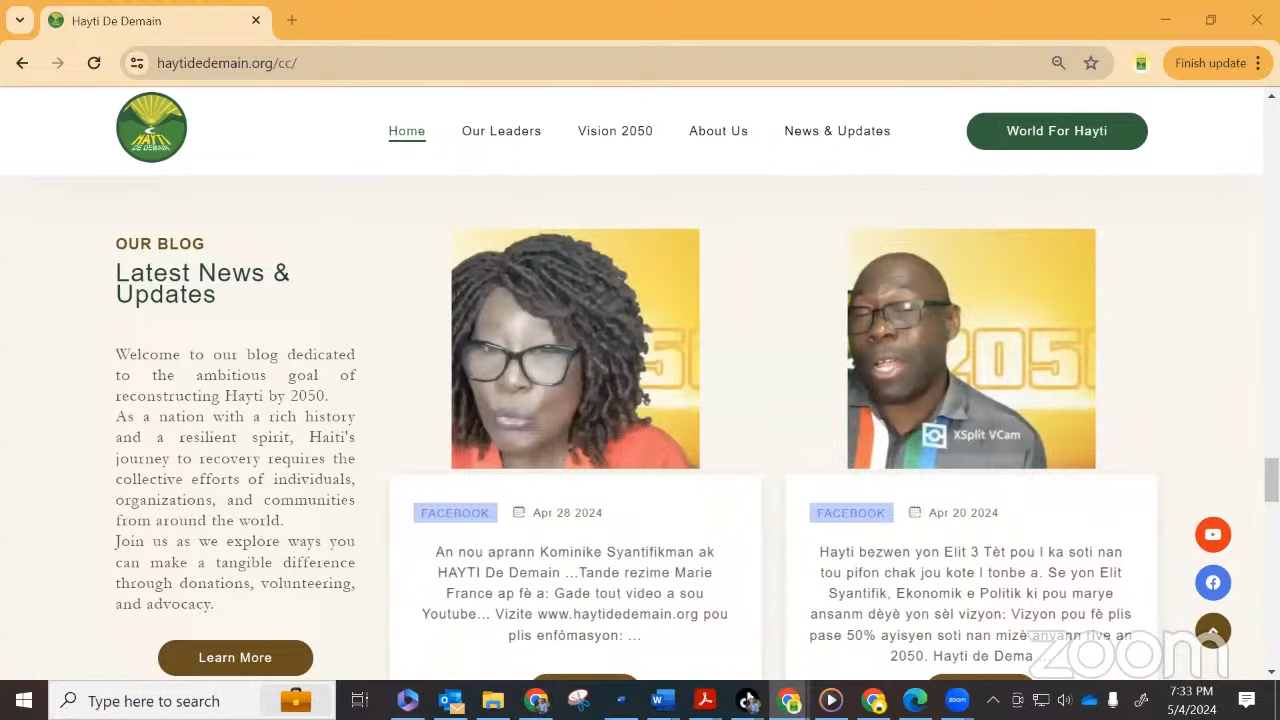 Hayti De Demain
haytidedemain.org/cc/
Finish update
HAYTI
DE DEMAIN
Home
Our Leaders
Vision 2050
About Us
News & Updates
World For Hayti
OUR BLOG
Latest News &
Updates
Welcome to our blog dedicated
to the ambitious goal of
reconstructing Hayti by 2050.
As a nation with a rich history
and a resilient spirit, Haiti's
journey to recovery requires the
collective efforts of individuals,
organizations, and communities
from around the world.
Join us as we explore ways you
can make a tangible difference
through donations, volunteering,
and advocacy.
Learn More
FACEBOOK
Apr 28 2024
An nou aprann Kominike Syantifikman ak
HAYTI De Demain ...Tande rezime Marie
France ap fè a: Gade tout video a sou
Youtube... Vizite www.haytidedemain.org pou
plis enfòmasyon: ...
2050
XSplit VCam
FACEBOOK
Apr 20 2024
Hayti bezwen yon Elit 3 Tèt pou l ka soti nan
tou pifon chak jou kote l tonbe a. Se yon Elit
Syantifik, Ekonomik e Politik ki pou marye
ansanm dèyè yon sèl vizyon: Vizyon pou fè plis
pase 50% ayisyen soti nan mizè anvann rive an
2050. Hayti de Dema ...
zoom
Type here to search
zoom
7:33 PM
5/4/2024